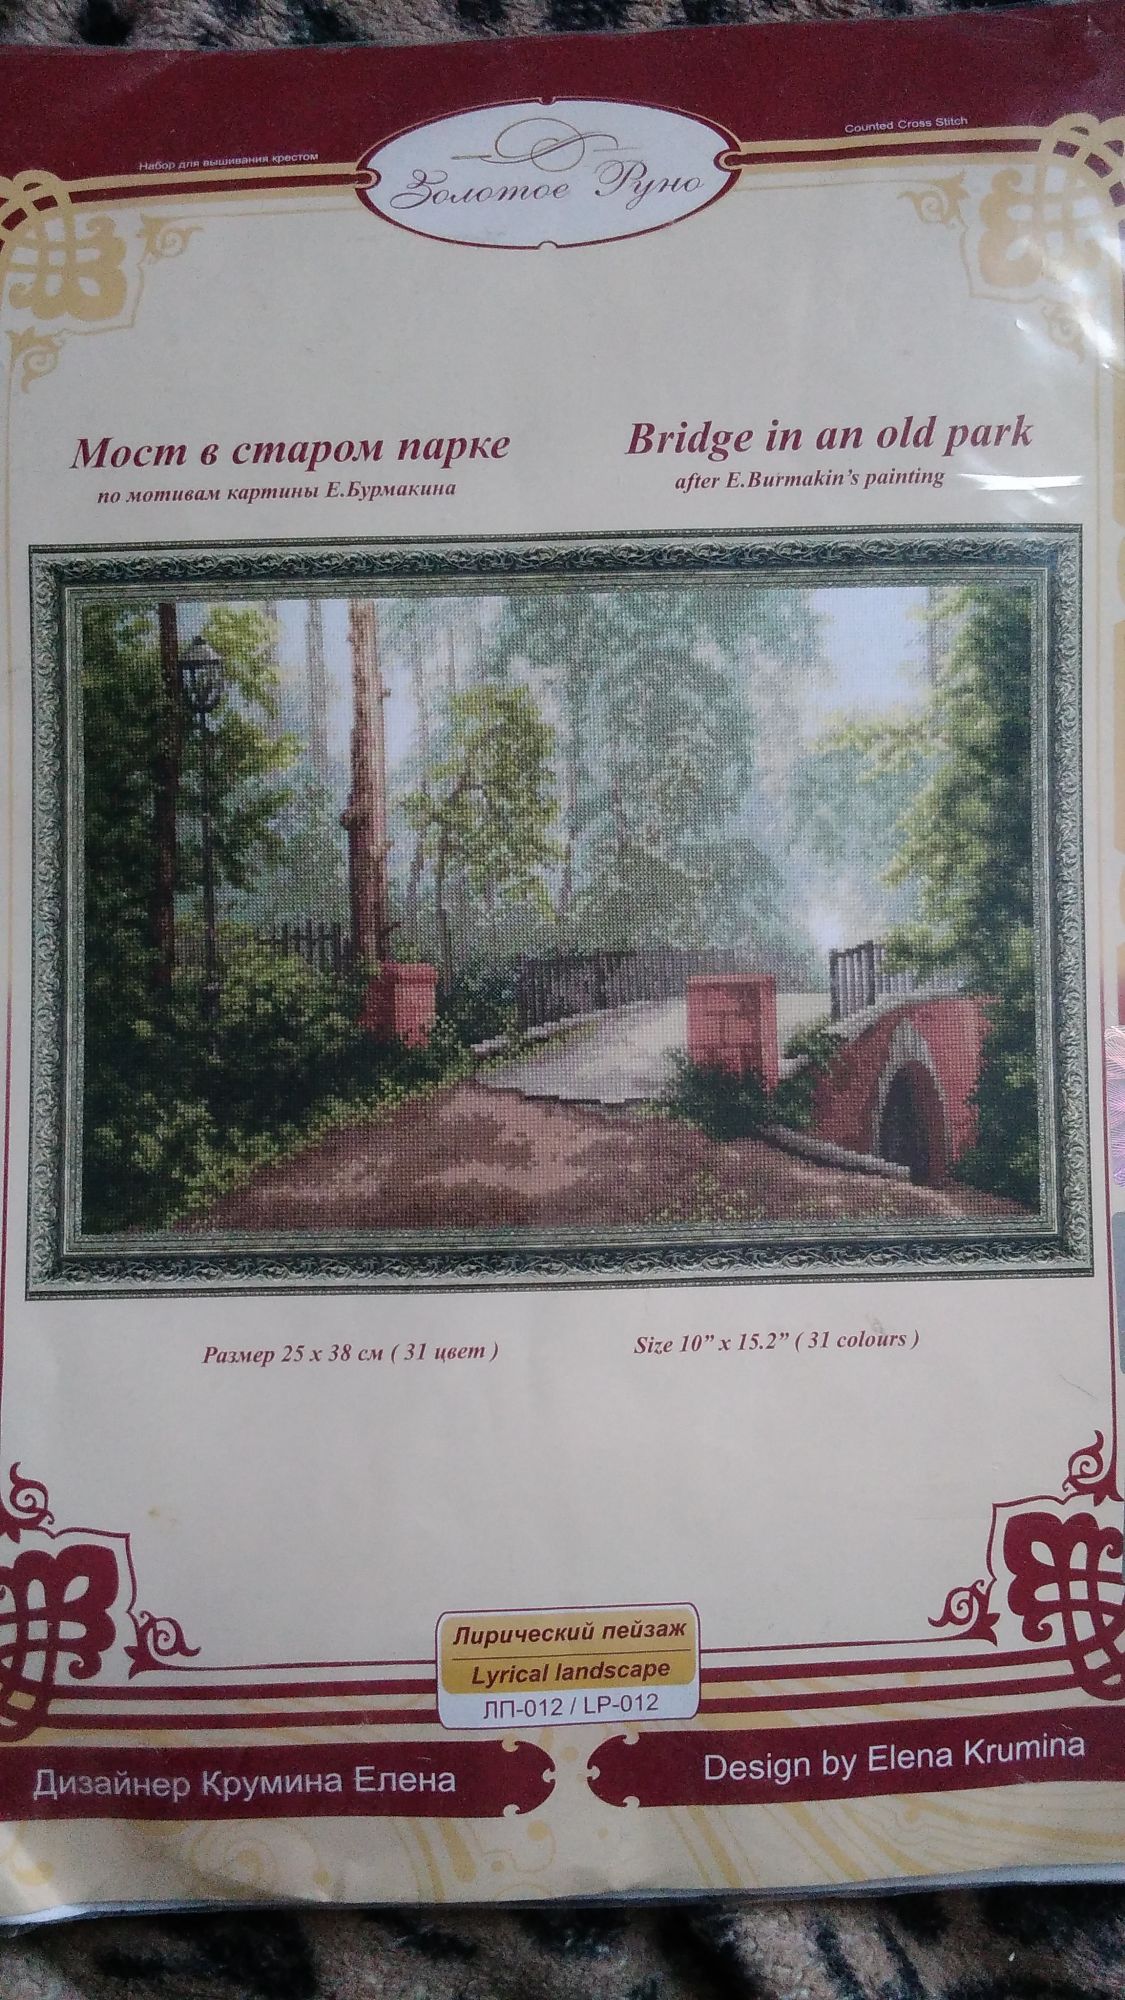 Набор для вышивания крестом
Counted Cross Stitch
Золотое Руно
Мост в старом парке
по мотивам картины Е.Бурмакина
Bridge in an old park
after E.Burmakin's painting
Размер 25 x 38 см ( 31 цвет )
Size 10” x 15.2” ( 31 colours )
Лирический пейзаж
Lyrical landscape
ЛП-012 / LP-012
Дизайнер Крумина Елена
Design by Elena Krumina